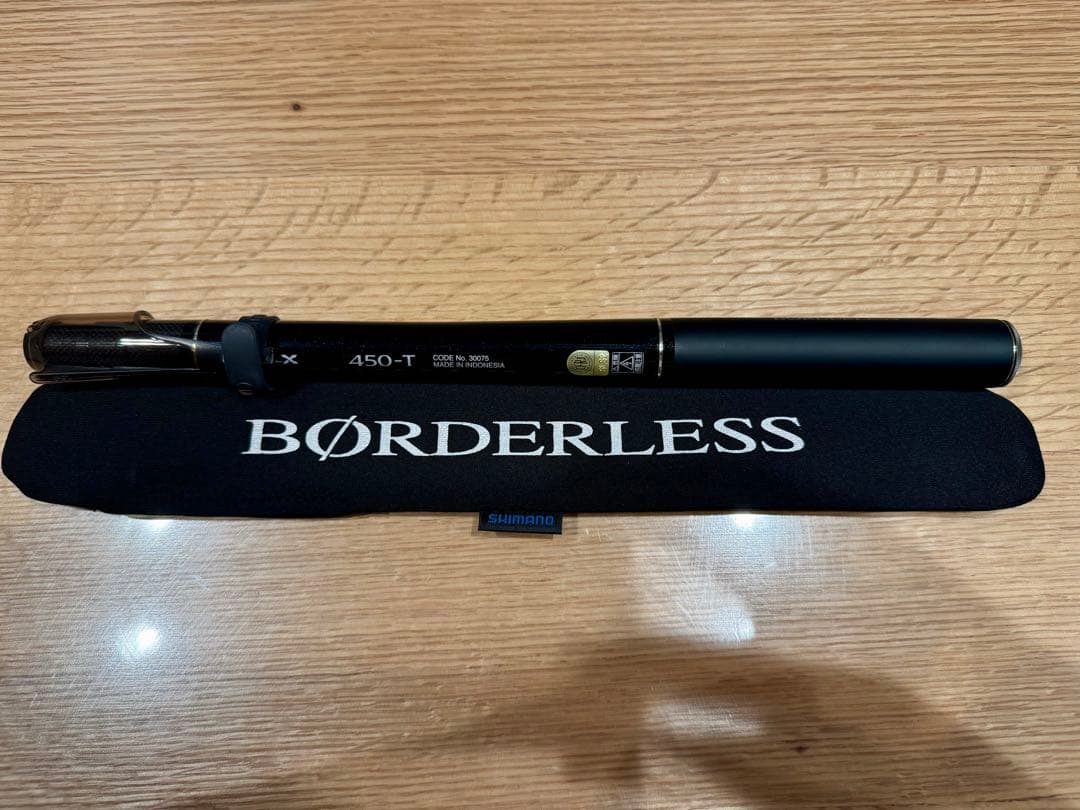 X 450-T CODE No. 30075
MADE IN INDONESIA
BØRDERLESS
SHIMANO